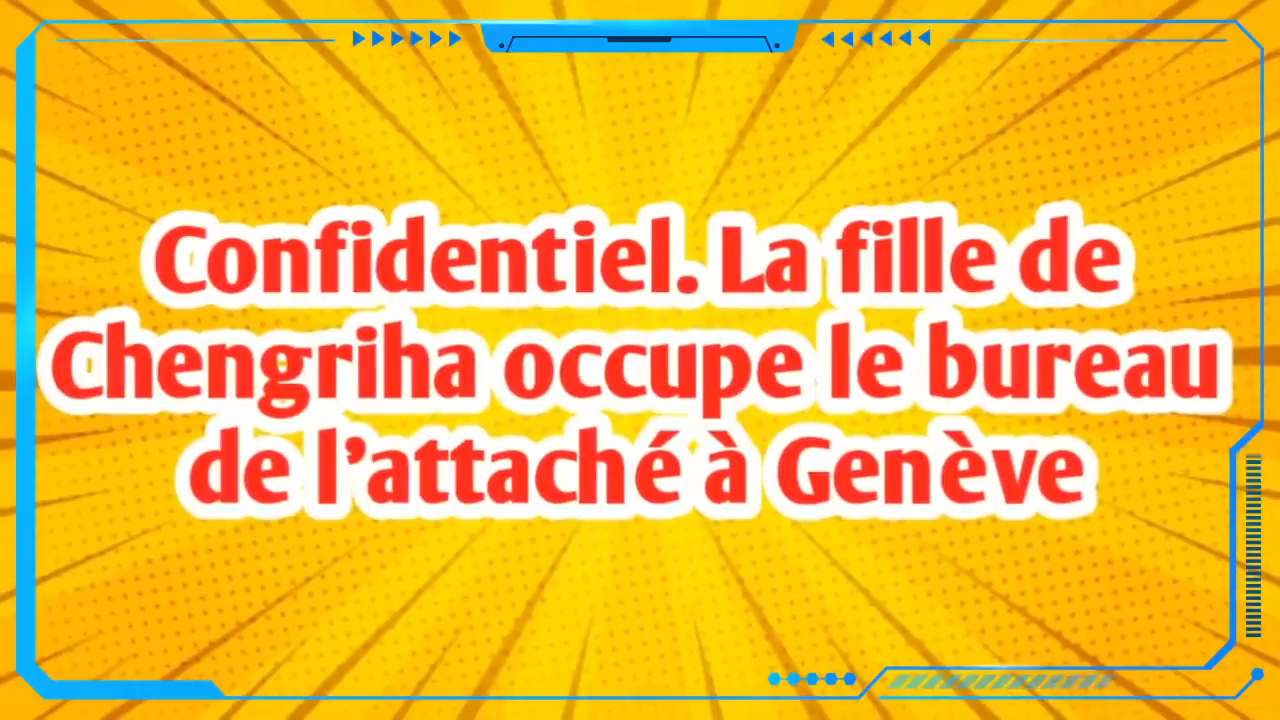 Confidentiel. La fille de
Chengriha occupe le bureau
de l’attaché à Genève